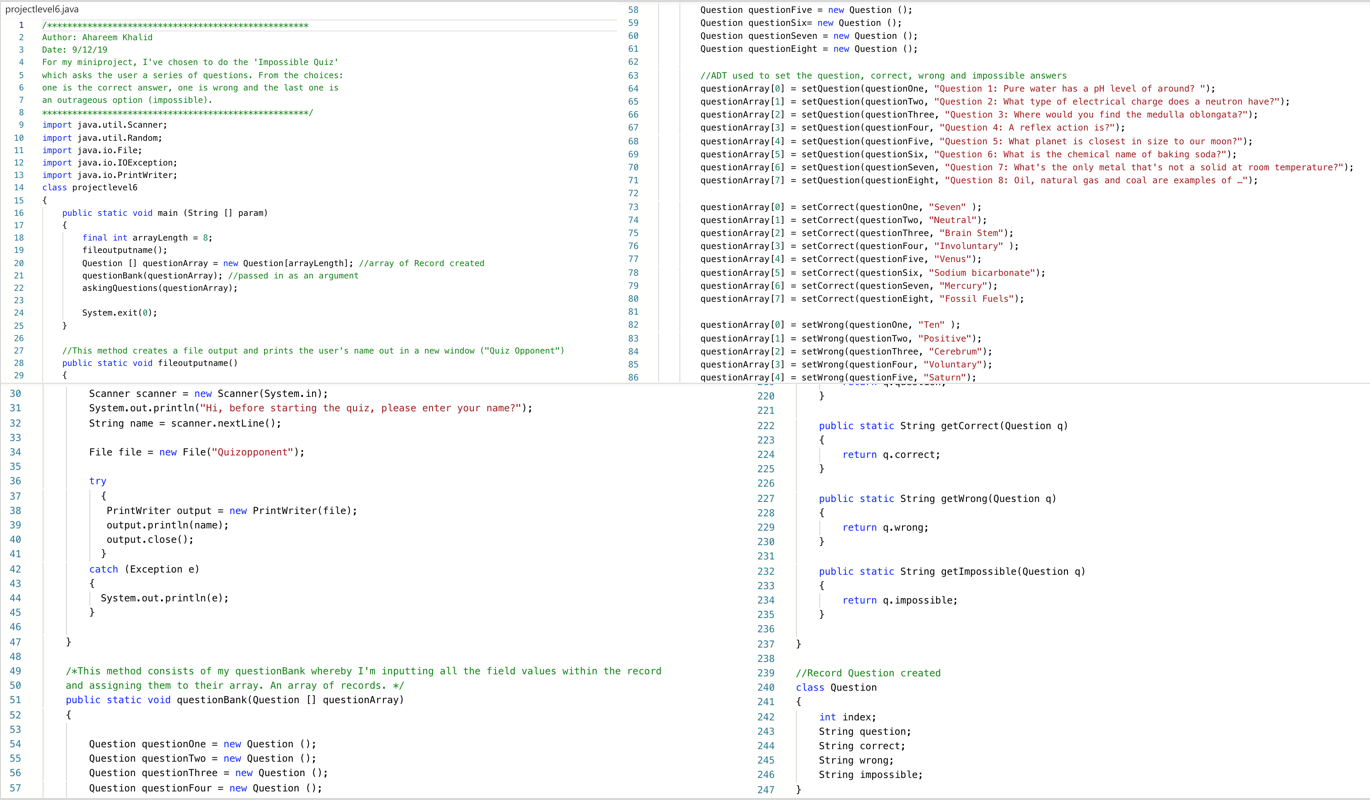 projectlevel6.java
1 /****************************************************
2 Author: Ahareem Khalid
3 Date: 9/12/19
4 For my miniproject, I've chosen to do the 'Impossible Quiz'
5 which asks the user a series of questions. From the choices:
6 one is the correct answer, one is wrong and the last one is
7 an outrageous option (impossible).
8 *****************************************************/
9 import java.util.Scanner;
10 import java.util.Random;
11 import java.io.File;
12 import java.io.IOException;
13 import java.io.PrintWriter;
14 class projectlevel6
15 {
16 public static void main (String [] param)
17 {
18 final int arrayLength = 8;
19 fileoutputname();
20 Question [] questionArray = new Question[arrayLength]; //array of Record created
21 questionBank(questionArray); //passed in as an argument
22 askingQuestions(questionArray);
23
24 System.exit(0);
25 }
26
27 //This method creates a file output and prints the user's name out in a new window ("Quiz Opponent")
28 public static void fileoutputname()
29 {
30 Scanner scanner = new Scanner(System.in);
31 System.out.println("Hi, before starting the quiz, please enter your name?");
32 String name = scanner.nextLine();
33
34 File file = new File("Quizopponent");
35
36 try
37 {
38 PrintWriter output = new PrintWriter(file);
39 output.println(name);
40 output.close();
41 }
42 catch (Exception e)
43 {
44 System.out.println(e);
45 }
46
47 }
48
49 /*This method consists of my questionBank whereby I'm inputting all the field values within the record
50 and assigning them to their array. An array of records. */
51 public static void questionBank(Question [] questionArray)
52 {
53
54 Question questionOne = new Question ();
55 Question questionTwo = new Question ();
56 Question questionThree = new Question ();
57 Question questionFour = new Question ();
58 Question questionFive = new Question ();
59 Question questionSix= new Question ();
60 Question questionSeven = new Question ();
61 Question questionEight = new Question ();
62
63 //ADT used to set the question, correct, wrong and impossible answers
64 questionArray[0] = setQuestion(questionOne, "Question 1: Pure water has a pH level of around? ");
65 questionArray[1] = setQuestion(questionTwo, "Question 2: What type of electrical charge does a neutron have?");
66 questionArray[2] = setQuestion(questionThree, "Question 3: Where would you find the medulla oblongata?");
67 questionArray[3] = setQuestion(questionFour, "Question 4: A reflex action is?");
68 questionArray[4] = setQuestion(questionFive, "Question 5: What planet is closest in size to our moon?");
69 questionArray[5] = setQuestion(questionSix, "Question 6: What is the chemical name of baking soda?");
70 questionArray[6] = setQuestion(questionSeven, "Question 7: What's the only metal that's not a solid at room temperature?");
71 questionArray[7] = setQuestion(questionEight, "Question 8: Oil, natural gas and coal are examples of …");
72
73 questionArray[0] = setCorrect(questionOne, "Seven" );
74 questionArray[1] = setCorrect(questionTwo, "Neutral");
75 questionArray[2] = setCorrect(questionThree, "Brain Stem");
76 questionArray[3] = setCorrect(questionFour, "Involuntary" );
77 questionArray[4] = setCorrect(questionFive, "Venus");
78 questionArray[5] = setCorrect(questionSix, "Sodium bicarbonate");
79 questionArray[6] = setCorrect(questionSeven, "Mercury");
80 questionArray[7] = setCorrect(questionEight, "Fossil Fuels");
81
82 questionArray[0] = setWrong(questionOne, "Ten" );
83 questionArray[1] = setWrong(questionTwo, "Positive");
84 questionArray[2] = setWrong(questionThree, "Cerebrum");
85 questionArray[3] = setWrong(questionFour, "Voluntary");
86 questionArray[4] = setWrong(questionFive, "Saturn");
220 }
221
222 public static String getCorrect(Question q)
223 {
224 return q.correct;
225 }
226
227 public static String getWrong(Question q)
228 {
229 return q.wrong;
230 }
231
232 public static String getImpossible(Question q)
233 {
234 return q.impossible;
235 }
236
237 }
238
239 //Record Question created
240 class Question
241 {
242 int index;
243 String question;
244 String correct;
245 String wrong;
246 String impossible;
247 }